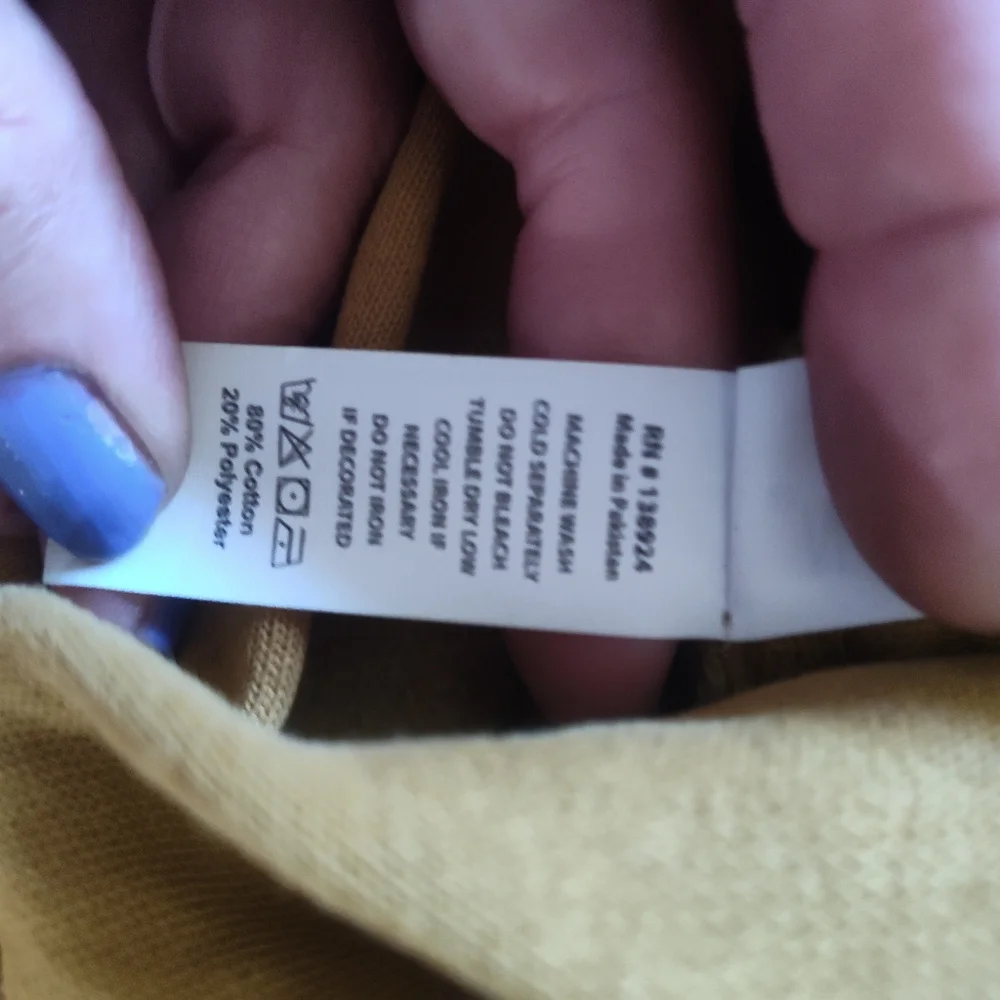 RN # 138924
Made in Pakistan
MACHINE WASH
COLD SEPARATELY
DO NOT BLEACH
TUMBLE DRY LOW
COOL IRON IF
NECESSARY
DO NOT IRON
IF DECORATED
80% Cotton
20% Polyester